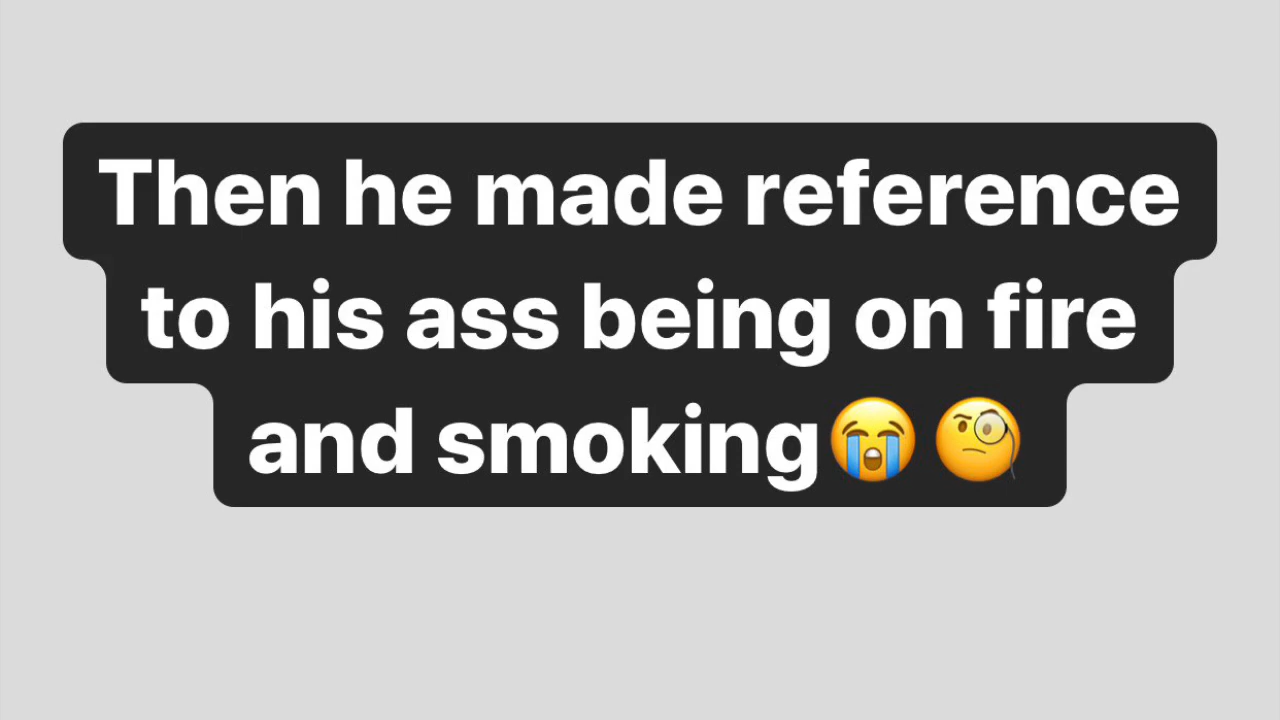 Then he made reference
to his ass being on fire
and smoking😭🧐